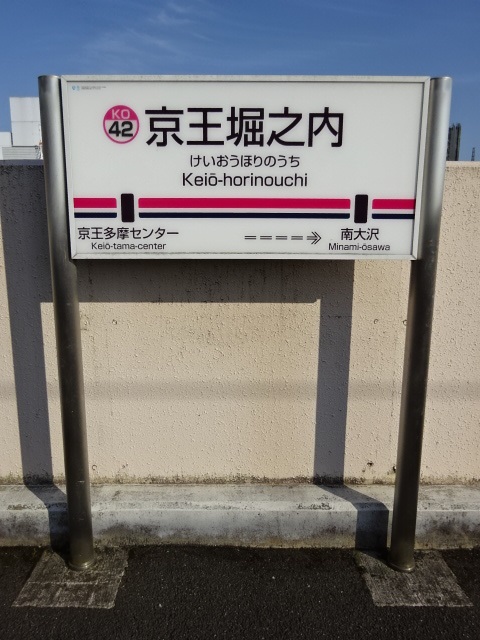 KO
42
京王堀之内
けいおうほりのうち
Keiō-horinouchi
京王多摩センター
Keiō-tama-center
南大沢
Minami-ōsawa